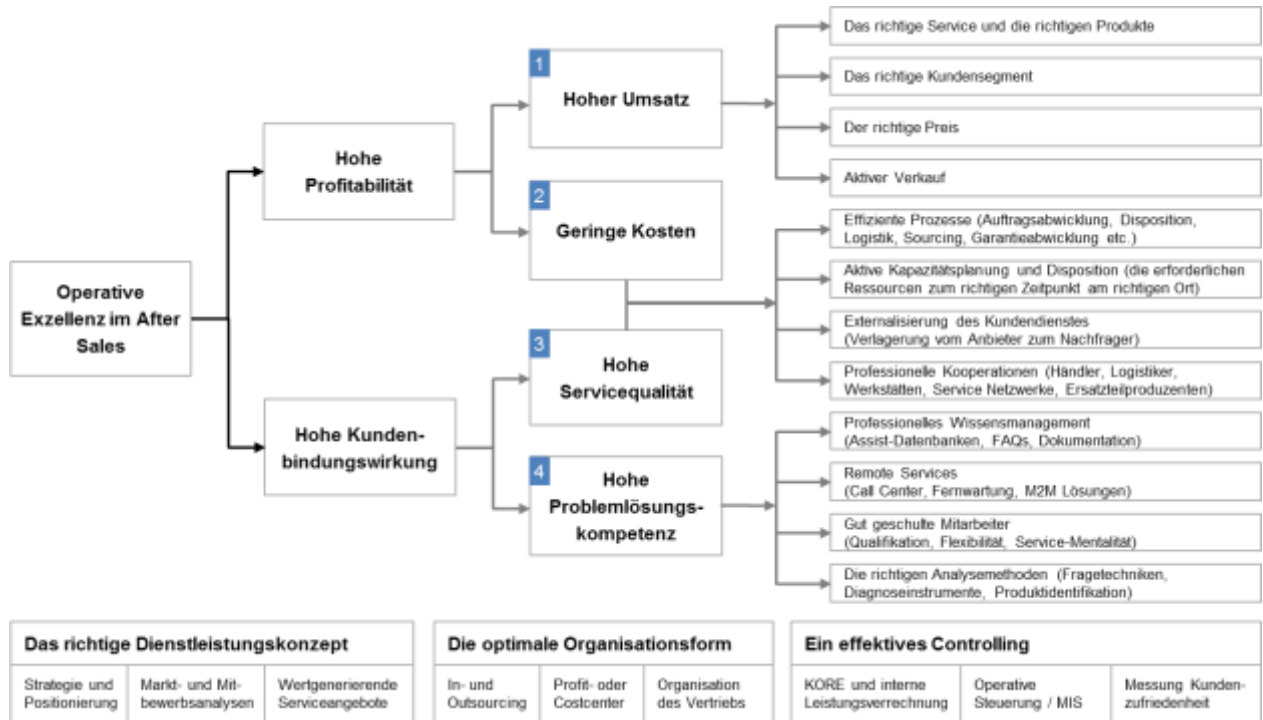 Operative
Exzellenz im After
Sales
Hohe
Profitabilität
Hohe Kunden-
bindungswirkung
1
Hoher Umsatz
2
Geringe Kosten
3
Hohe
Servicequalität
4
Hohe
Problemlösungs-
kompetenz
Das richtige Service und die richtigen Produkte
Das richtige Kundensegment
Der richtige Preis
Aktiver Verkauf
Effiziente Prozesse (Auftragsabwicklung, Disposition,
Logistik, Sourcing, Garantieabwicklung etc.)
Aktive Kapazitätsplanung und Disposition (die erforderlichen
Ressourcen zum richtigen Zeitpunkt am richtigen Ort)
Externalisierung des Kundendienstes
(Verlagerung vom Anbieter zum Nachfrager)
Professionelle Kooperationen (Händler, Logistiker,
Werkstätten, Service Netzwerke, Ersatzteilproduzenten)
Professionelles Wissensmanagement
(Assist-Datenbanken, FAQs, Dokumentation)
Remote Services
(Call Center, Fernwartung, M2M Lösungen)
Gut geschulte Mitarbeiter
(Qualifikation, Flexibilität, Service-Mentalität)
Die richtigen Analysemethoden (Fragetechniken,
Diagnoseinstrumente, Produktidentifikation)
Das richtige Dienstleistungskonzept
Strategie und
Positionierung
Markt- und Mit-
bewerbsanalysen
Wertgenerierende
Serviceangebote
Die optimale Organisationsform
In- und
Outsourcing
Profit- oder
Costcenter
Organisation
des Vertriebs
Ein effektives Controlling
KORE und interne
Leistungsverrechnung
Operative
Steuerung / MIS
Messung Kunden-
zufriedenheit